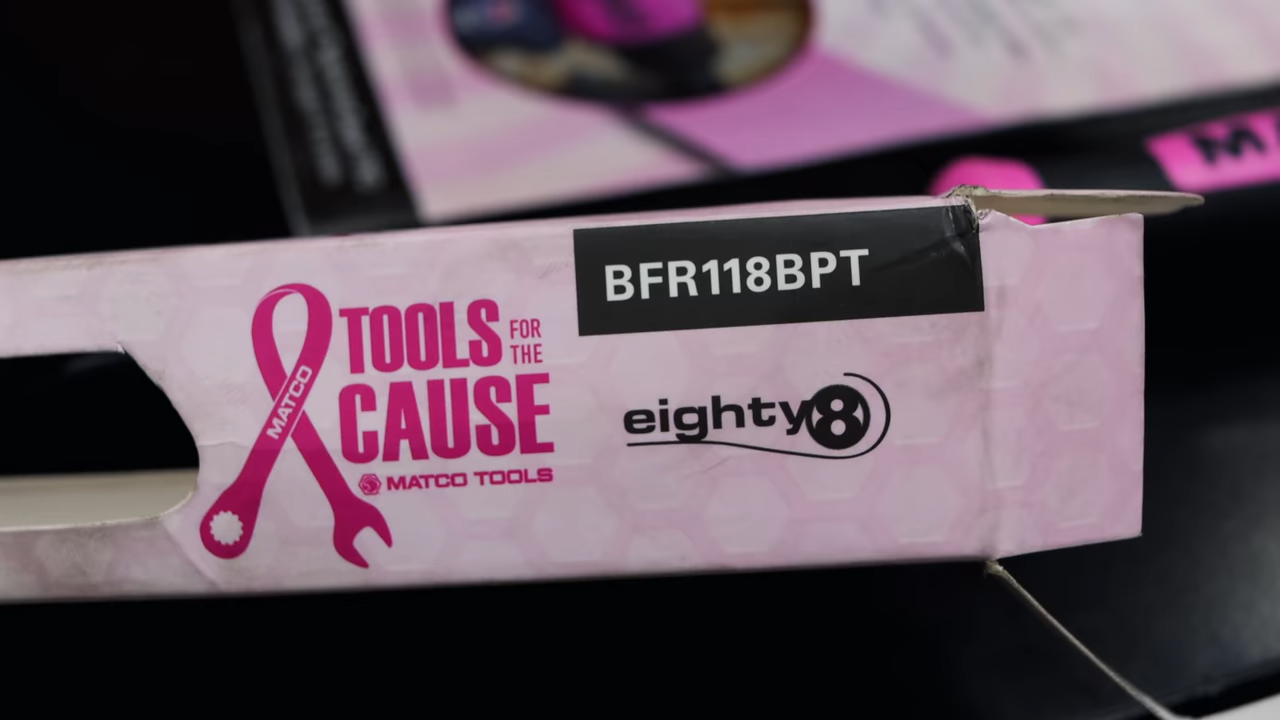 BFR118BPT
TOOLS
FOR
THE
CAUSE
MATCO
MATCO TOOLS
eighty8